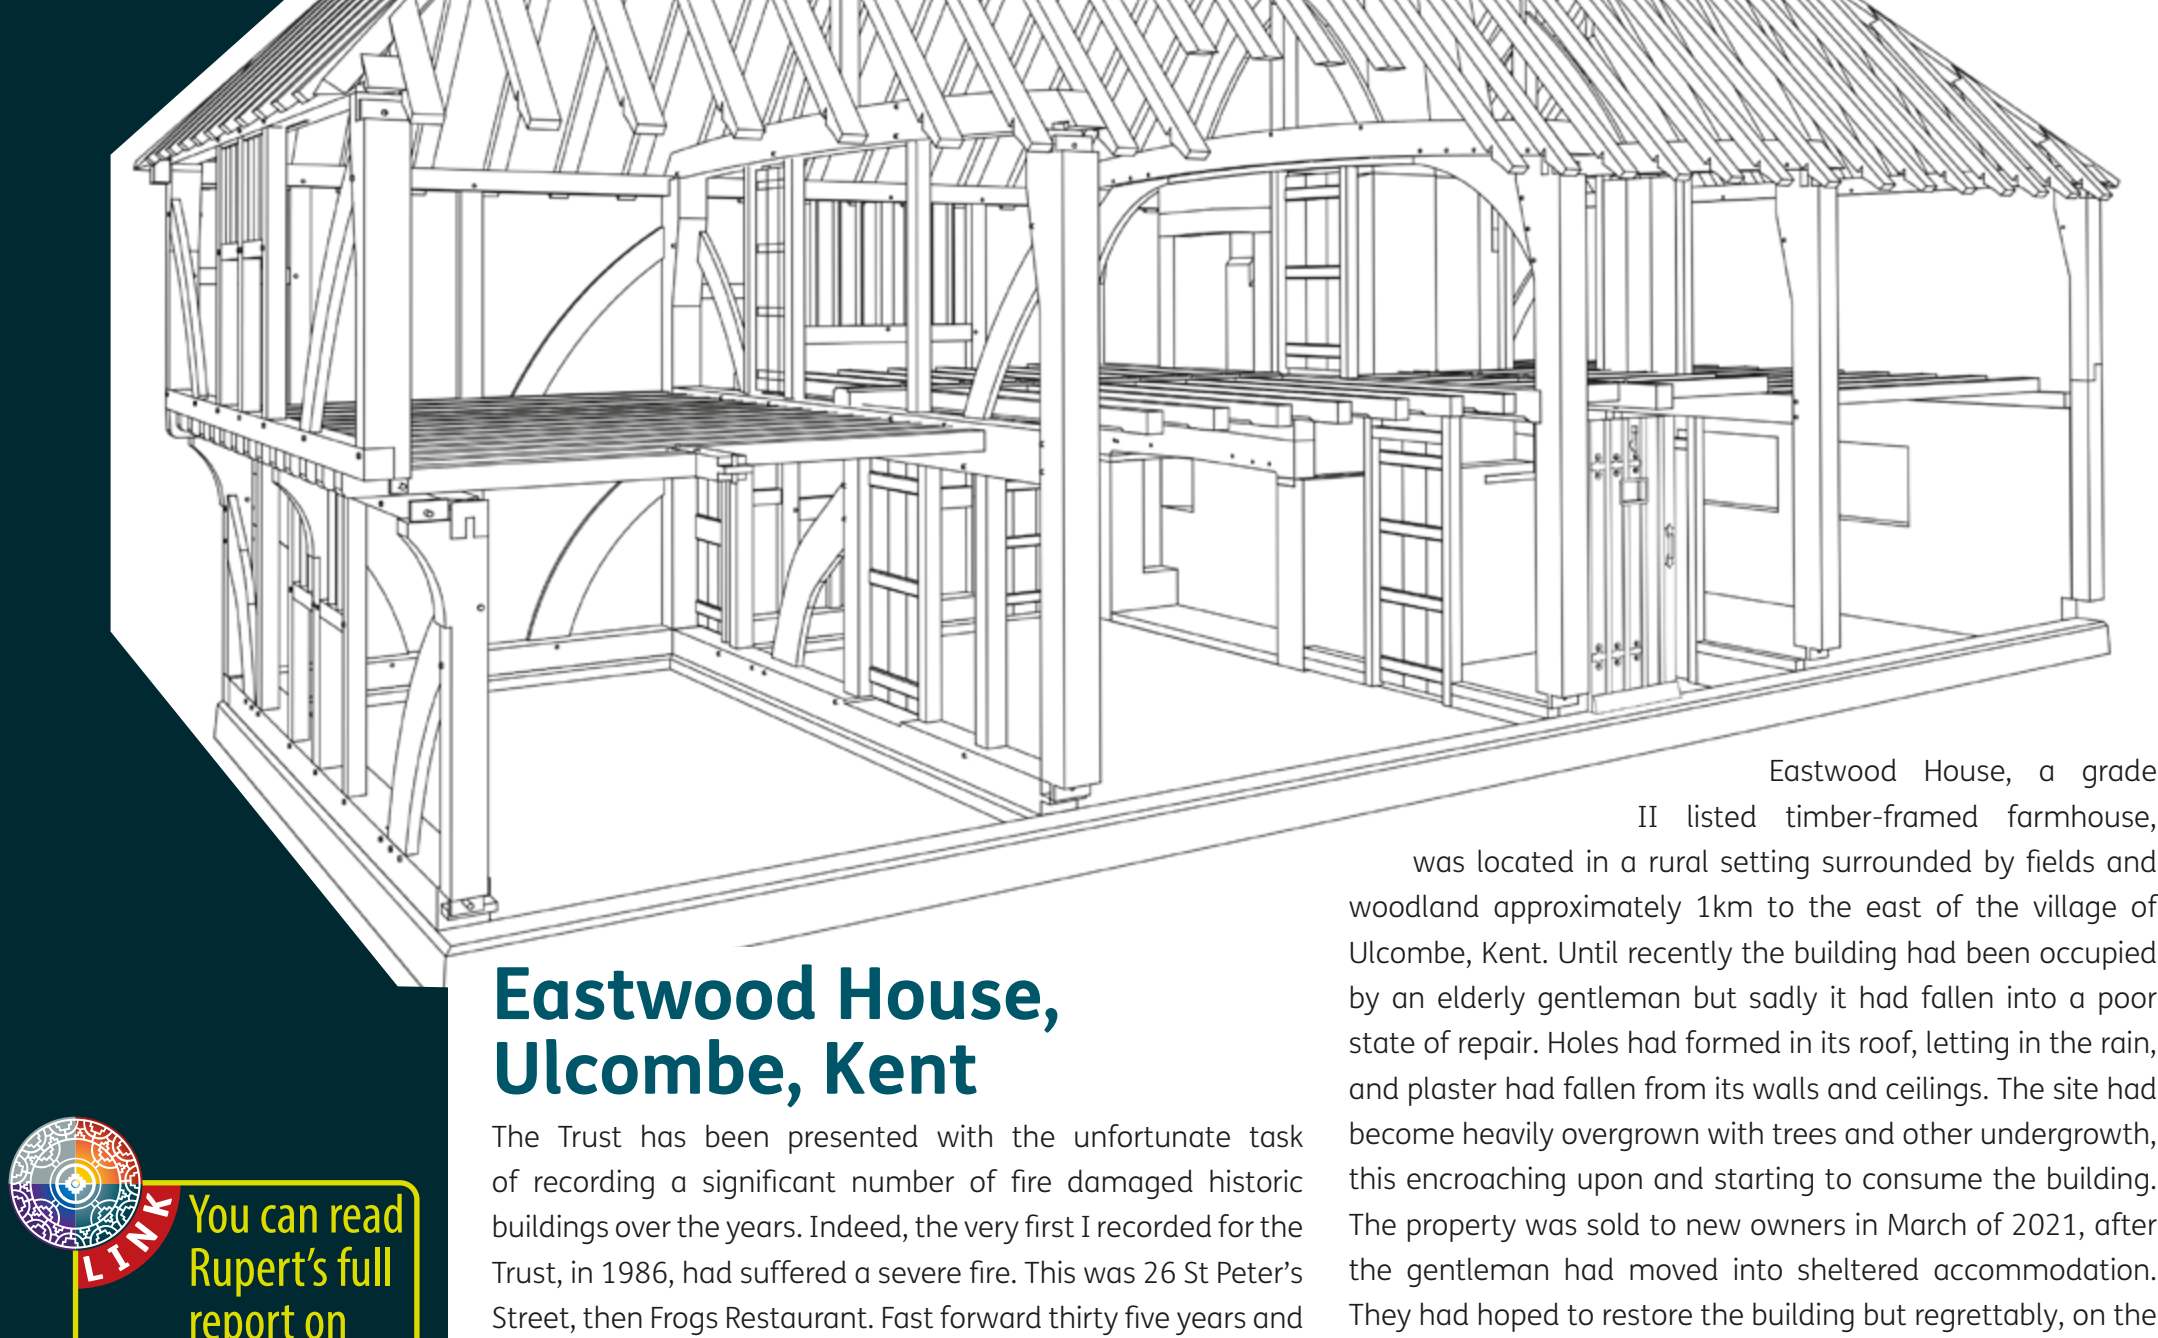 Eastwood House,
Ulcombe, Kent
The Trust has been presented with the unfortunate task
of recording a significant number of fire damaged historic
buildings over the years. Indeed, the very first I recorded for the
Trust, in 1986, had suffered a severe fire. This was 26 St Peter's
Street, then Frogs Restaurant. Fast forward thirty five years and
Eastwood House, a grade
II listed timber-framed farmhouse,
was located in a rural setting surrounded by fields and
woodland approximately 1km to the east of the village of
Ulcombe, Kent. Until recently the building had been occupied
by an elderly gentleman but sadly it had fallen into a poor
state of repair. Holes had formed in its roof, letting in the rain,
and plaster had fallen from its walls and ceilings. The site had
become heavily overgrown with trees and other undergrowth,
this encroaching upon and starting to consume the building.
The property was sold to new owners in March of 2021, after
the gentleman had moved into sheltered accommodation.
They had hoped to restore the building but regrettably, on the
LINK
You can read
Rupert's full
report on